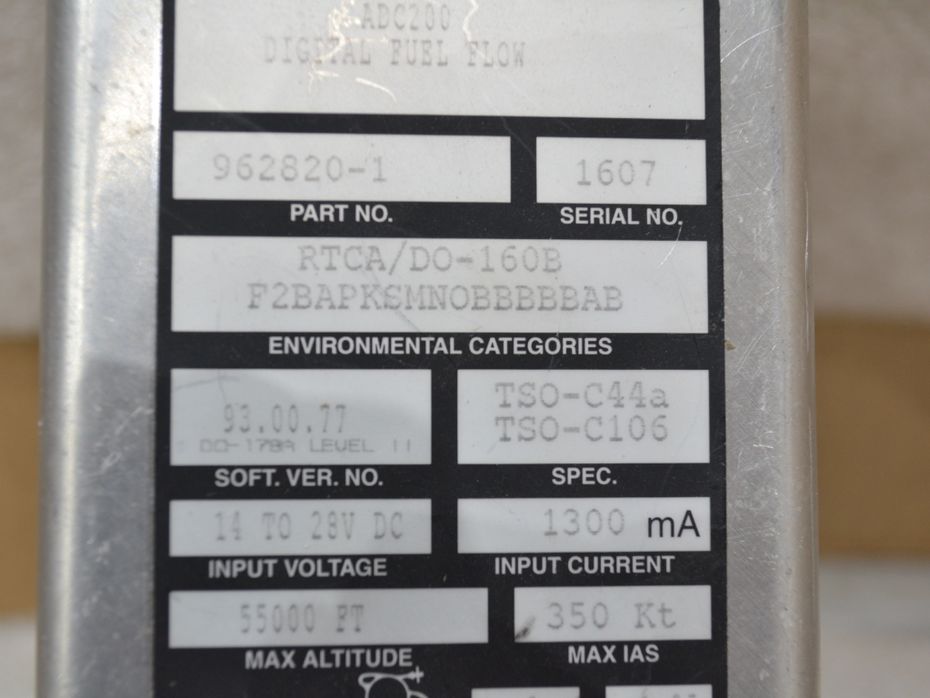 ADC200
DIGITAL FUEL FLOW
962820-1
PART NO.
1607
SERIAL NO.
RTCA/DO-160B
F2BAPKSMNOBBBBBAB
ENVIRONMENTAL CATEGORIES
93.00.77
DO-178A LEVEL II
SOFT. VER. NO.
TSO-C44a
TSO-C106
SPEC.
14 TO 28V DC
INPUT VOLTAGE
1300 mA
INPUT CURRENT
55000 FT
MAX ALTITUDE
350 Kt
MAX IAS